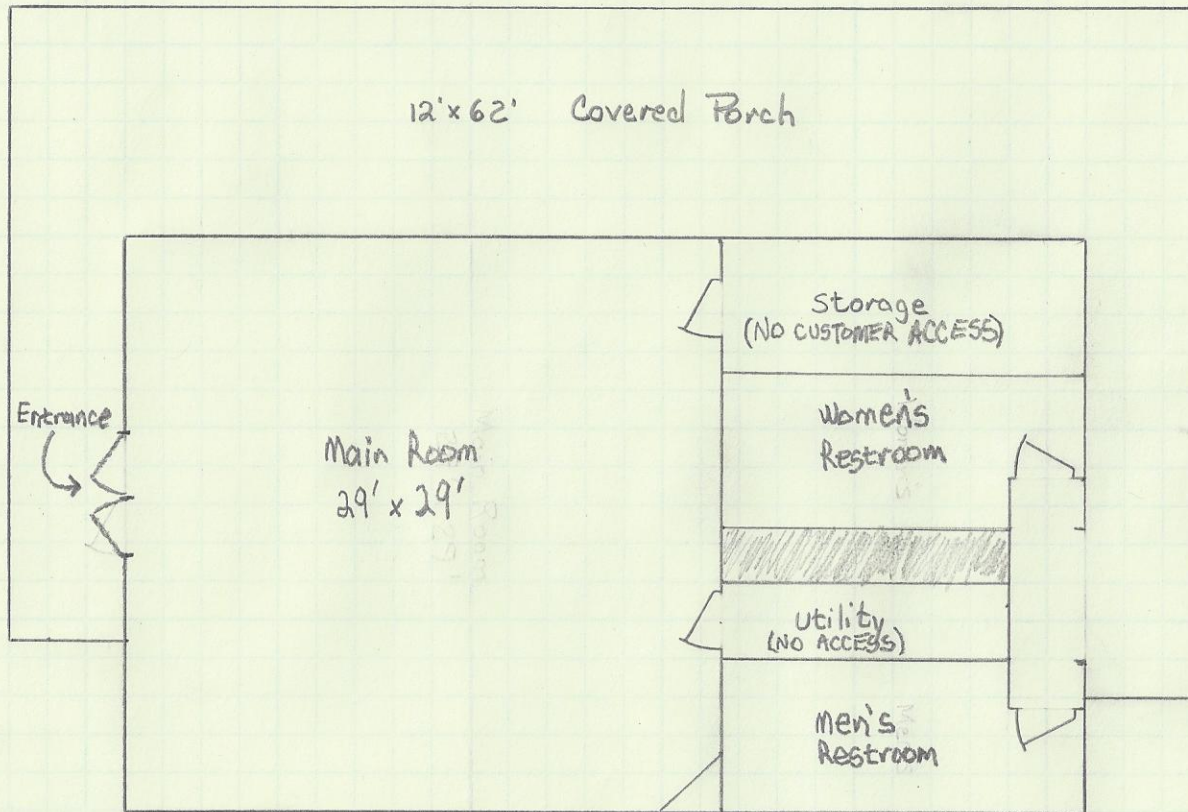 12'x62' Covered Porch
Storage
(NO CUSTOMER ACCESS)
Entrance
Main Room
29' x 29'
Women's
Restroom
Utility
(NO ACCESS)
Men's
Restroom